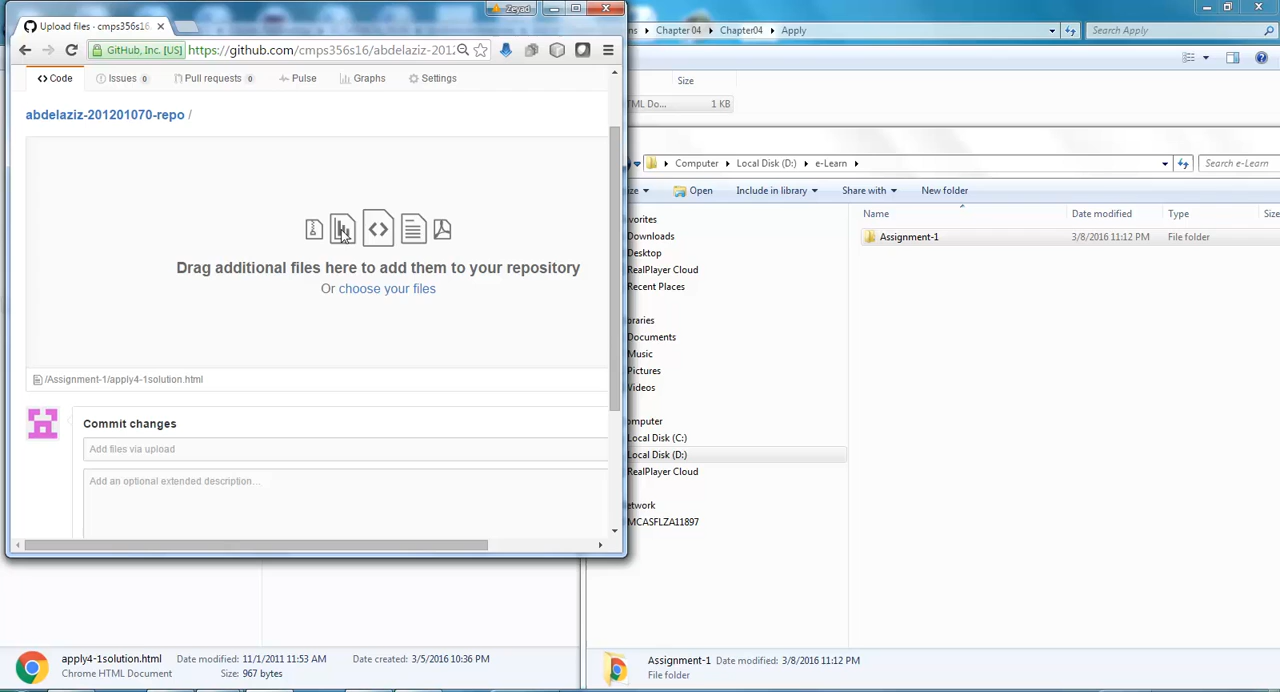 Zeyad
Upload files - cmps356s16
GitHub, Inc. [US] https://github.com/cmps356s16/abdelaziz-2012
Code Issues 0 Pull requests 0 Pulse Graphs Settings
abdelaziz-201201070-repo /
Drag additional files here to add them to your repository
Or choose your files
/Assignment-1/apply4-1solution.html
Commit changes
Add files via upload
Add an optional extended description…
Chapter 04 Chapter04 Apply
Search Apply
Size
1 KB
Computer Local Disk (D:) e-Learn
Search e-Learn
Open Include in library Share with New folder
Name Date modified Type
Assignment-1 3/8/2016 11:12 PM File folder
Downloads
Desktop
RealPlayer Cloud
Recent Places
Documents
Music
Pictures
Local Disk (C:)
Local Disk (D:)
RealPlayer Cloud
MCASFLZA11897
apply4-1solution.html Date modified: 11/1/2011 11:53 AM Date created: 3/5/2016 10:36 PM
Chrome HTML Document Size: 967 bytes
Assignment-1 Date modified: 3/8/2016 11:12 PM
File folder